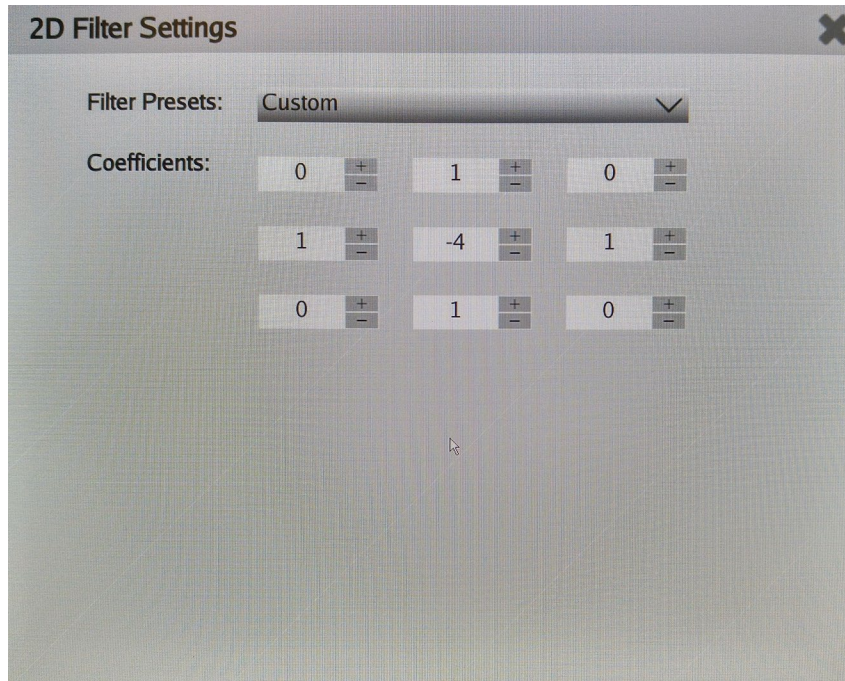 2D Filter Settings
Filter Presets: Custom
Coefficients:
0 + − 1 + − 0 + −
1 + − -4 + − 1 + −
0 + − 1 + − 0 + −